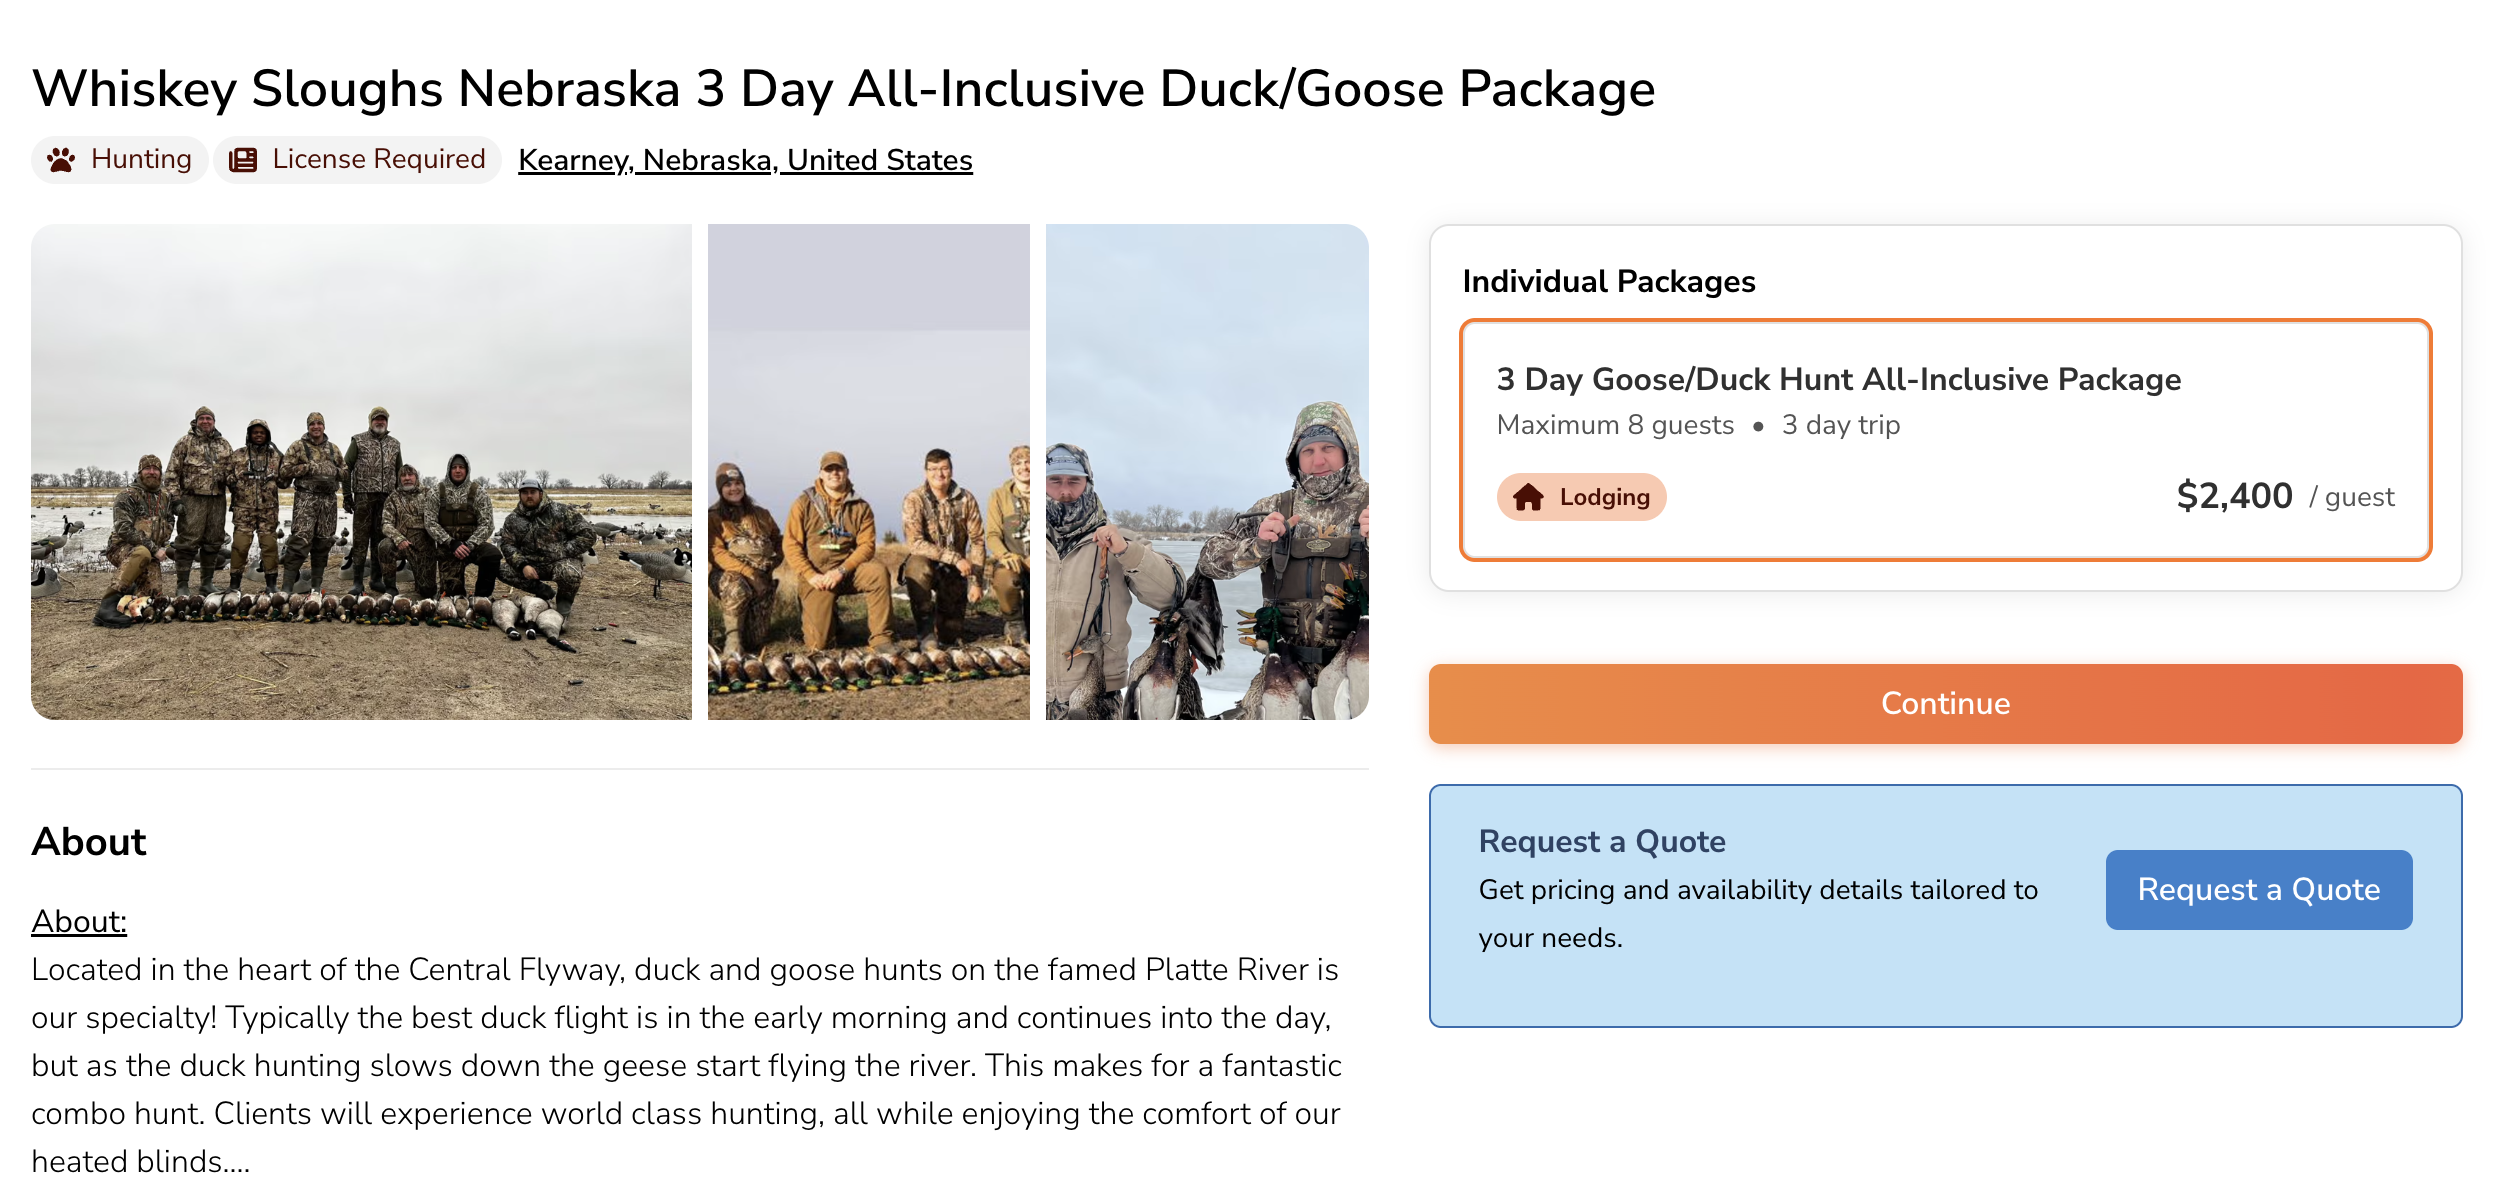 Whiskey Sloughs Nebraska 3 Day All-Inclusive Duck/Goose Package
Hunting
License Required
Kearney, Nebraska, United States
Individual Packages
3 Day Goose/Duck Hunt All-Inclusive Package
Maximum 8 guests • 3 day trip
Lodging
$2,400 / guest
Continue
Request a Quote
Get pricing and availability details tailored to
your needs.
Request a Quote
About
About:
Located in the heart of the Central Flyway, duck and goose hunts on the famed Platte River is
our specialty! Typically the best duck flight is in the early morning and continues into the day,
but as the duck hunting slows down the geese start flying the river. This makes for a fantastic
combo hunt. Clients will experience world class hunting, all while enjoying the comfort of our
heated blinds....